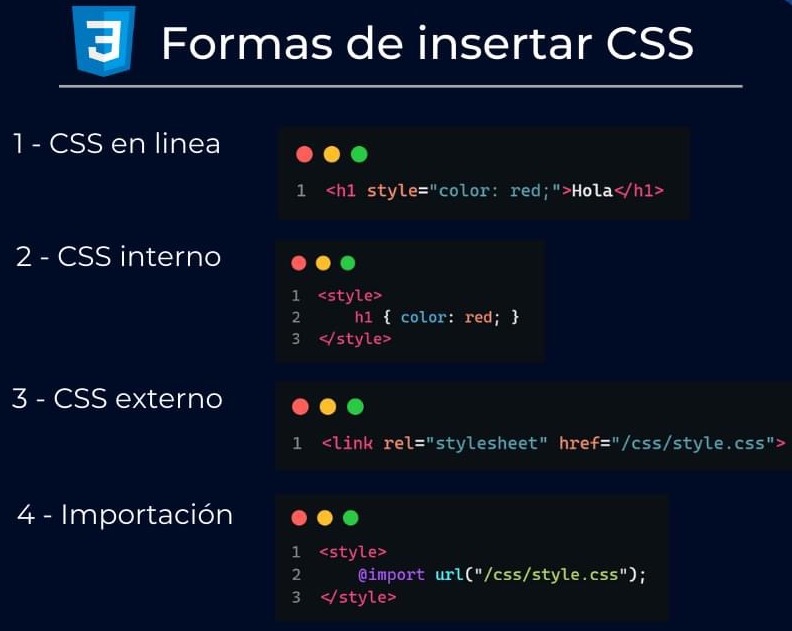 3 Formas de insertar CSS
1 - CSS en linea
1 <h1 style="color: red;">Hola</h1>
2 - CSS interno
1 <style>
2 h1 { color: red; }
3 </style>
3 - CSS externo
1 <link rel="stylesheet" href="/css/style.css">
4 - Importación
1 <style>
2 @import url("/css/style.css");
3 </style>